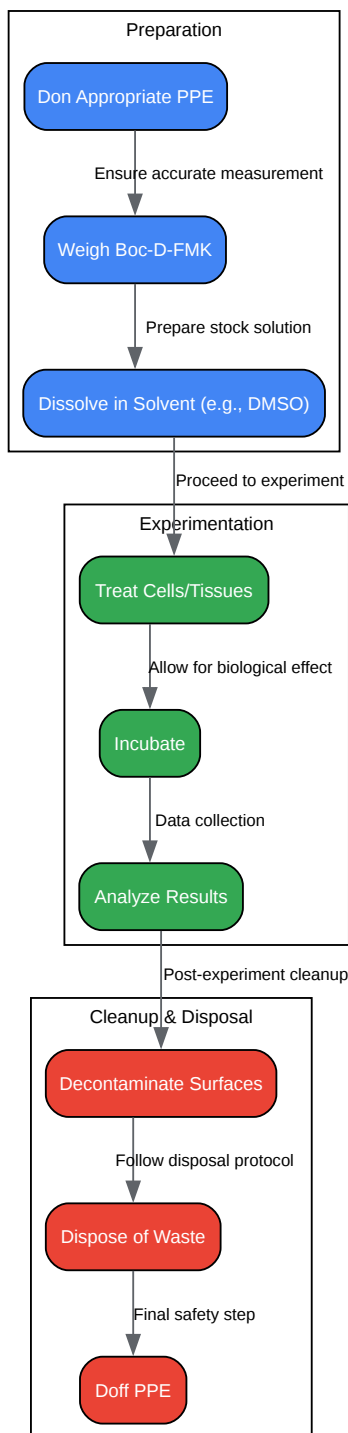 Preparation
Don Appropriate PPE
Ensure accurate measurement
Weigh Boc-D-FMK
Prepare stock solution
Dissolve in Solvent (e.g., DMSO)
Proceed to experiment
Experimentation
Treat Cells/Tissues
Allow for biological effect
Incubate
Data collection
Analyze Results
Post-experiment cleanup
Cleanup & Disposal
Decontaminate Surfaces
Follow disposal protocol
Dispose of Waste
Final safety step
Doff PPE